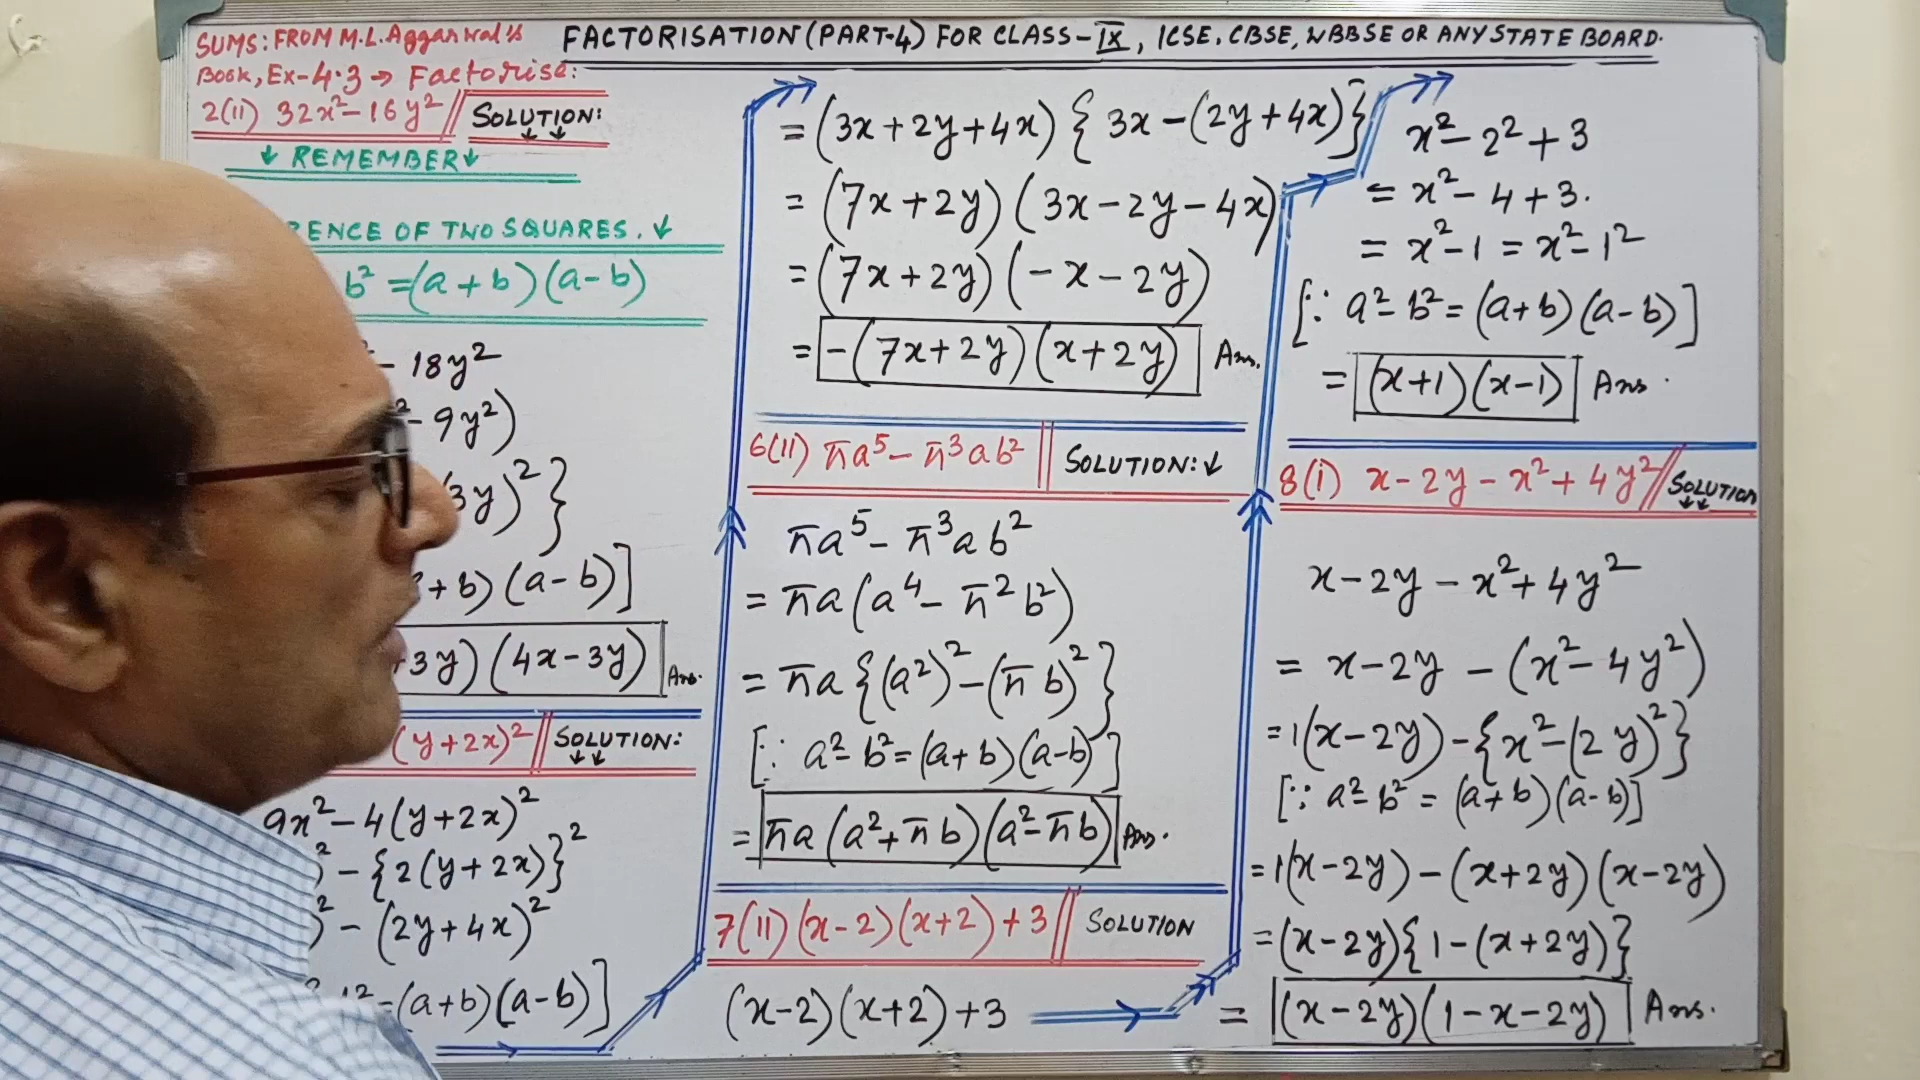 SUMS: FROM M.L. Aggarwal's
Book, Ex-4.3 → Factorise:
2(II) 32x² - 16y² // SOLUTION: ↓↓
↓ REMEMBER ↓
RENCE OF TWO SQUARES. ↓
b² = (a+b)(a-b)
- 18y²
- 9y²)
3y)²}
+ b)(a-b)]
+3y)(4x-3y) Ans.
(y+2x)² // SOLUTION: ↓↓
9x² - 4(y+2x)²
² - {2(y+2x)}²
)² - (2y+4x)²
= (a+b)(a-b)]
FACTORISATION (PART-4) FOR CLASS-IX, ICSE, CBSE, WBBSE OR ANY STATE BOARD.
= (3x+2y+4x){3x-(2y+4x)}
= (7x+2y)(3x-2y-4x)
= (7x+2y)(-x-2y)
= -(7x+2y)(x+2y) Ans.
6(II) πa⁵ - π³ab² || SOLUTION: ↓
πa⁵ - π³ab²
= πa(a⁴ - π²b²)
= πa{(a²)² - (πb)²}
[∵ a² - b² = (a+b)(a-b)]
= πa(a²+πb)(a²-πb) Ans.
7(II) (x-2)(x+2)+3 // SOLUTION
(x-2)(x+2)+3
x² - 2² + 3
= x² - 4 + 3.
= x² - 1 = x² - 1²
[∵ a² - b² = (a+b)(a-b)]
= (x+1)(x-1) Ans.
8(i) x-2y-x²+4y² // SOLUTION ↓↓
x-2y-x²+4y²
= x-2y-(x²-4y²)
= 1(x-2y)-{x²-(2y)²}
[∵ a² - b² = (a+b)(a-b)]
= 1(x-2y)-(x+2y)(x-2y)
= (x-2y){1-(x+2y)}
= (x-2y)(1-x-2y) Ans.